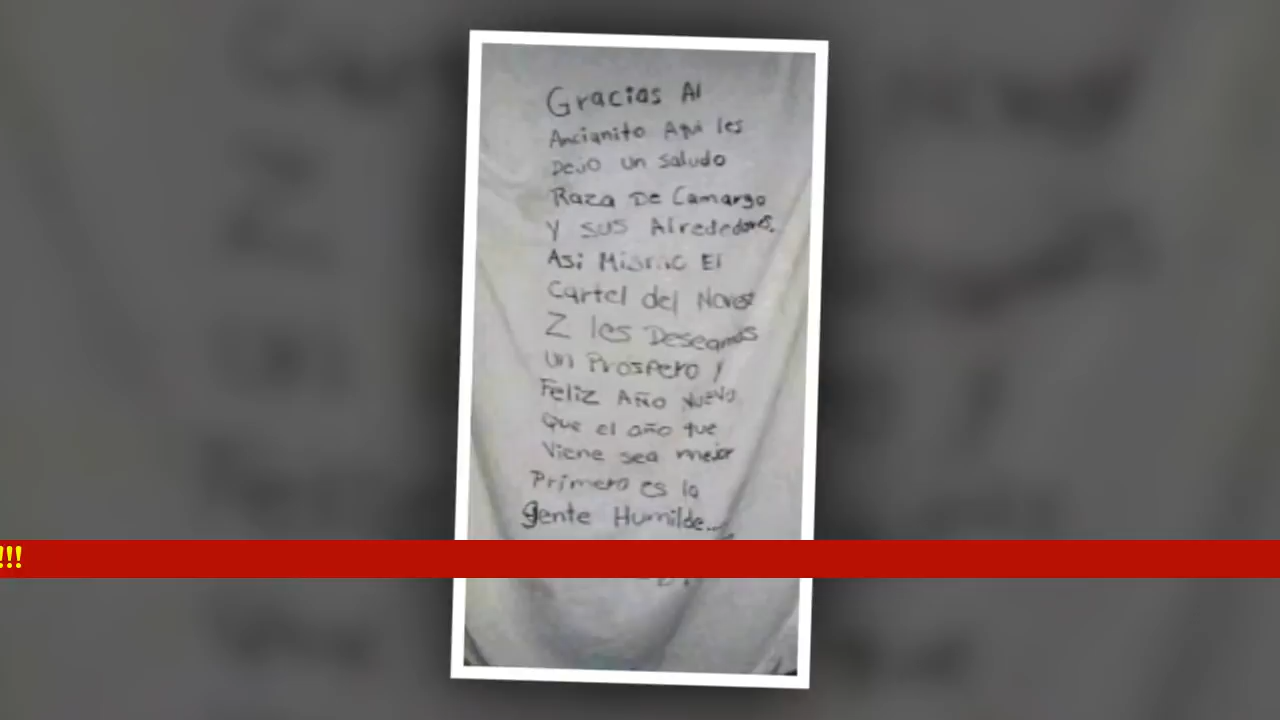 Gracias Al
Ancianito Aqui les
Dejo un saludo
Raza De Camargo
Y sus Alrededores.
Asi Mismo El
Cartel del Norest
Z les Deseamos
un Prospero y
Feliz Año Nuevo
Que el año que
Viene sea mejor
Primero es la
gente Humilde...
!!!